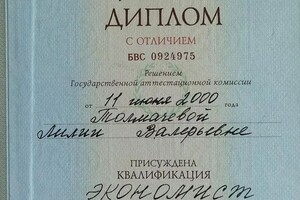 ДИПЛОМ
С ОТЛИЧИЕМ
БВС 0924975
Решением
Государственной аттестационной комиссии
от 11 июня 2000 года
Толмачевой
Лилии Валерьевне
ПРИСУЖДЕНА
КВАЛИФИКАЦИЯ
ЭКОНОМИСТ